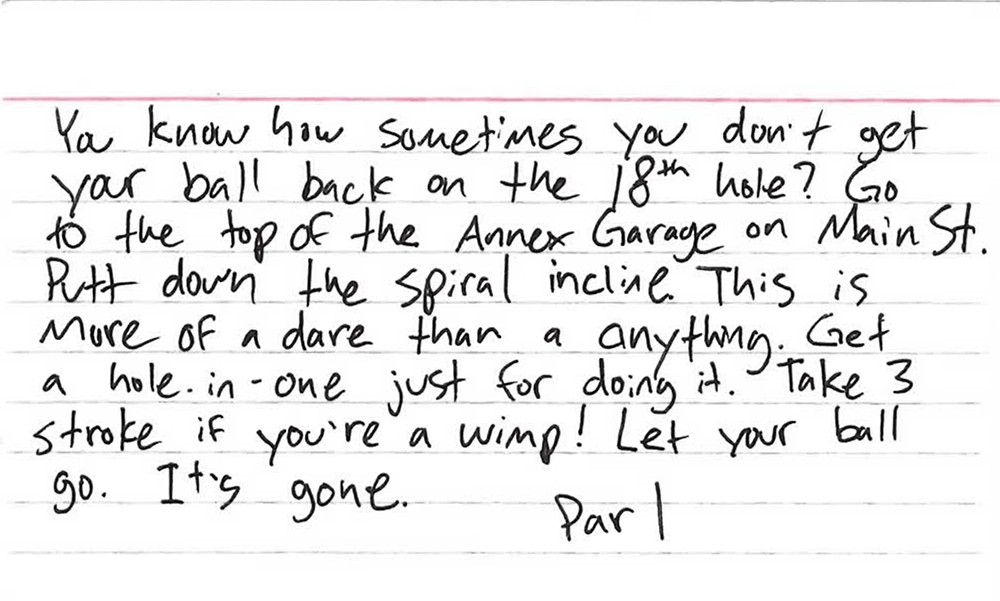 Ya know how sometimes you don't get
your ball back on the 18th hole? Go
to the top of the Annex Garage on Main St.
Putt down the spiral incline. This is
more of a dare than a anything. Get
a hole-in-one just for doing it. Take 3
stroke if you're a wimp! Let your ball
go. It's gone.
Par 1